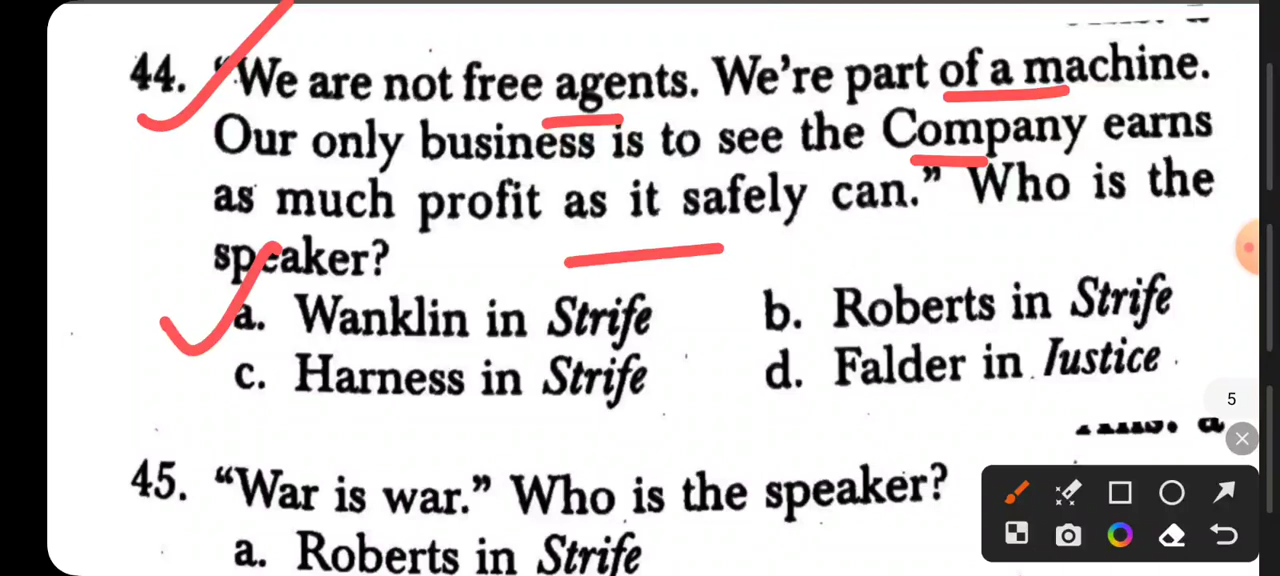 44. “We are not free agents. We’re part of a machine.
Our only business is to see the Company earns
as much profit as it safely can.” Who is the
speaker?
a. Wanklin in Strife b. Roberts in Strife
c. Harness in Strife d. Falder in Justice
5
a
45. “War is war.” Who is the speaker?
a. Roberts in Strife